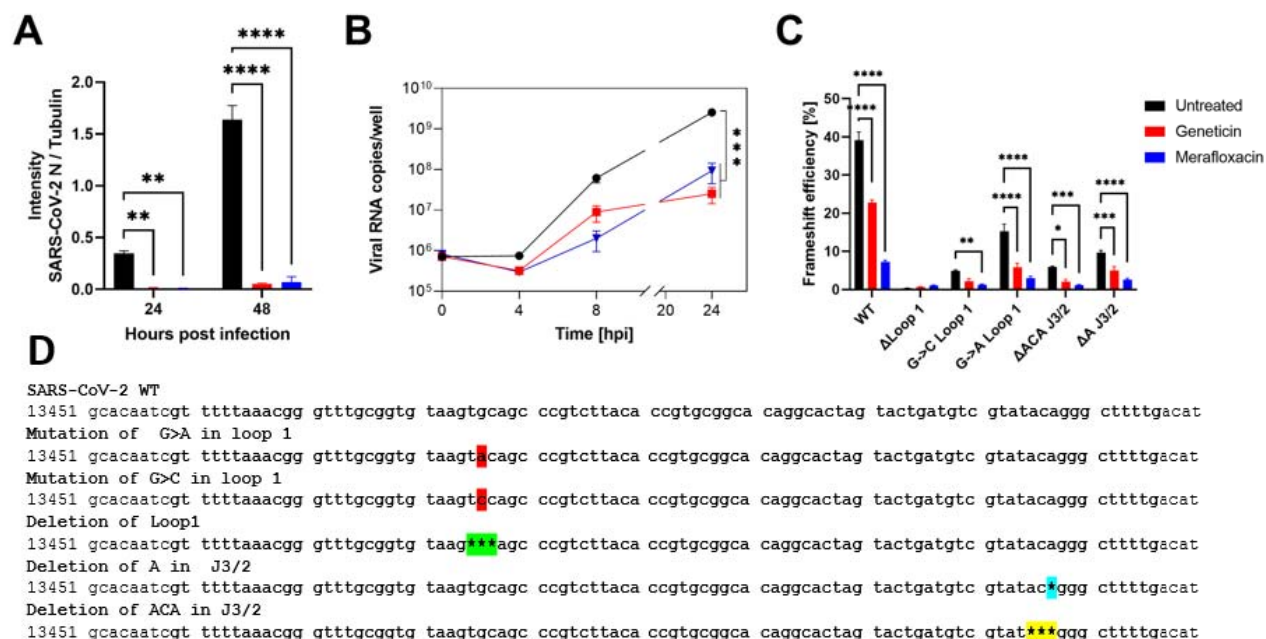 A
B
C
**** 
****
**
**
2.0
1.5
1.0
0.5
0.0
Intensity
SARS-CoV-2 N / Tubulin
24
48
Hours post infection
10^10
10^9
10^8
10^7
10^6
10^5
Viral RNA copies/well
***
0
4
8
20
24
Time [hpi]
50
40
30
20
10
0
Frameshift efficiency [%]
****
****
**
****
****
***
*
****
***
WT
ΔLoop 1
G->C Loop 1
G->A Loop 1
ΔACA J3/2
ΔA J3/2
Untreated
Geneticin
Merafloxacin
D
SARS-CoV-2 WT
13451 gcacaatcgt ttttaaacgg gtttgcggtg taagtgcagc ccgtcttaca ccgtgcggca caggcactag tactgatgtc gtatacaggg cttttgacat
Mutation of G>A in loop 1
13451 gcacaatcgt ttttaaacgg gtttgcggtg taagtacagc ccgtcttaca ccgtgcggca caggcactag tactgatgtc gtatacaggg cttttgacat
Mutation of G>C in loop 1
13451 gcacaatcgt ttttaaacgg gtttgcggtg taagtccagc ccgtcttaca ccgtgcggca caggcactag tactgatgtc gtatacaggg cttttgacat
Deletion of Loop1
13451 gcacaatcgt ttttaaacgg gtttgcggtg taag***agc ccgtcttaca ccgtgcggca caggcactag tactgatgtc gtatacaggg cttttgacat
Deletion of A in J3/2
13451 gcacaatcgt ttttaaacgg gtttgcggtg taagtgcagc ccgtcttaca ccgtgcggca caggcactag tactgatgtc gtatac*ggg cttttgacat
Deletion of ACA in J3/2
13451 gcacaatcgt ttttaaacgg gtttgcggtg taagtgcagc ccgtcttaca ccgtgcggca caggcactag tactgatgtc gtat***ggg cttttgacat